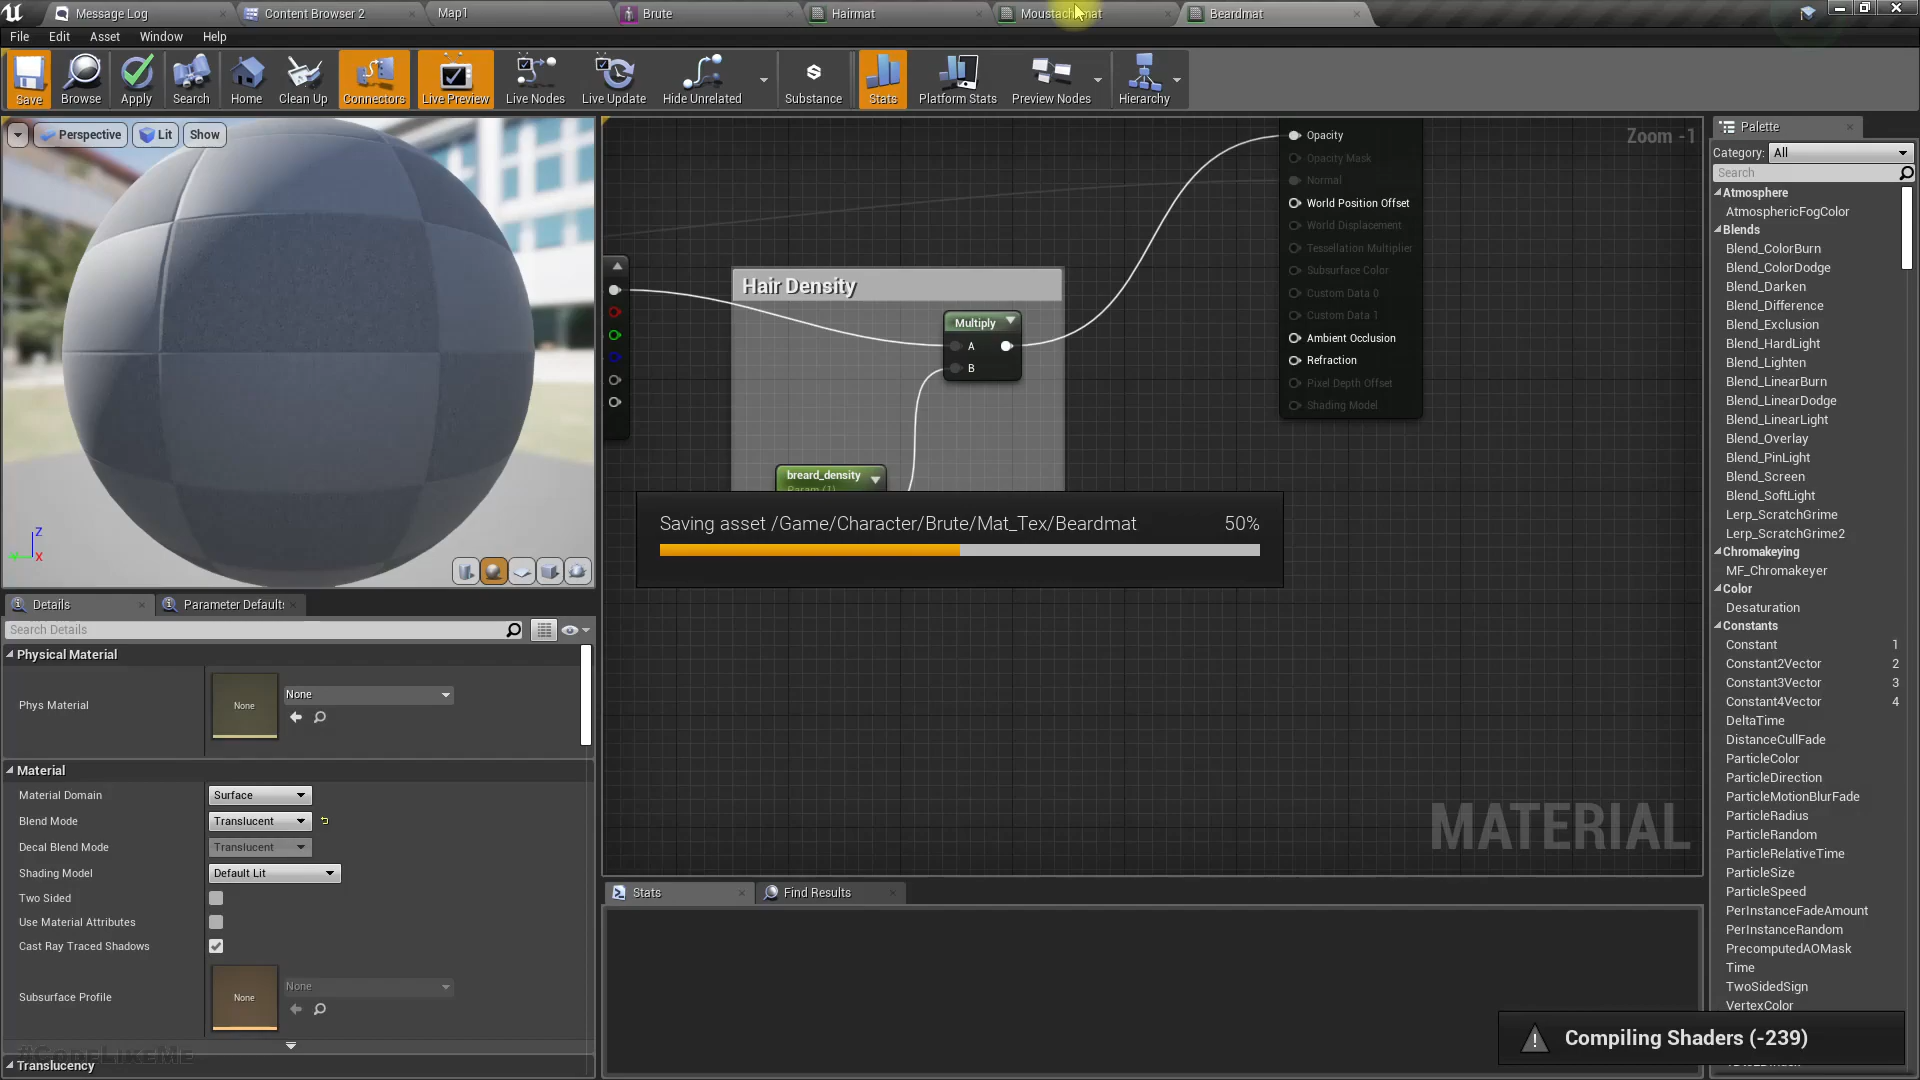 Message Log
Content Browser 2
Map1
Brute
Hairmat
Beardmat
File Edit Asset Window Help
Save Browse Apply Search Home Clean Up Connectors Live Preview Live Nodes Live Update Hide Unrelated Substance Stats Platform Stats Preview Nodes Hierarchy
Perspective Lit Show
Zoom -1
Opacity
Opacity Mask
Normal
World Position Offset
World Displacement
Tessellation Multiplier
Subsurface Color
Custom Data 0
Custom Data 1
Ambient Occlusion
Refraction
Pixel Depth Offset
Shading Model
Hair Density
Multiply
A
B
breard_density
Param (1)
Saving asset /Game/Character/Brute/Mat_Tex/Beardmat 50%
MATERIAL
Z
X
Details
Parameter Defaults
Search Details
Physical Material
Phys Material
None
None
Material
Material Domain Surface
Blend Mode Translucent
Decal Blend Mode Translucent
Shading Model Default Lit
Two Sided
Use Material Attributes
Cast Ray Traced Shadows
Subsurface Profile
None
None
#CodeLikeMe
Translucency
Stats
Find Results
Palette
Category: All
Search
Atmosphere
AtmosphericFogColor
Blends
Blend_ColorBurn
Blend_ColorDodge
Blend_Darken
Blend_Difference
Blend_Exclusion
Blend_HardLight
Blend_Lighten
Blend_LinearBurn
Blend_LinearDodge
Blend_LinearLight
Blend_Overlay
Blend_PinLight
Blend_Screen
Blend_SoftLight
Lerp_ScratchGrime
Lerp_ScratchGrime2
Chromakeying
MF_Chromakeyer
Color
Desaturation
Constants
Constant 1
Constant2Vector 2
Constant3Vector 3
Constant4Vector 4
DeltaTime
DistanceCullFade
ParticleColor
ParticleDirection
ParticleMotionBlurFade
ParticleRadius
ParticleRandom
ParticleRelativeTime
ParticleSize
ParticleSpeed
PerInstanceFadeAmount
PerInstanceRandom
PrecomputedAOMask
Time
TwoSidedSign
VertexColor
Compiling Shaders (-239)